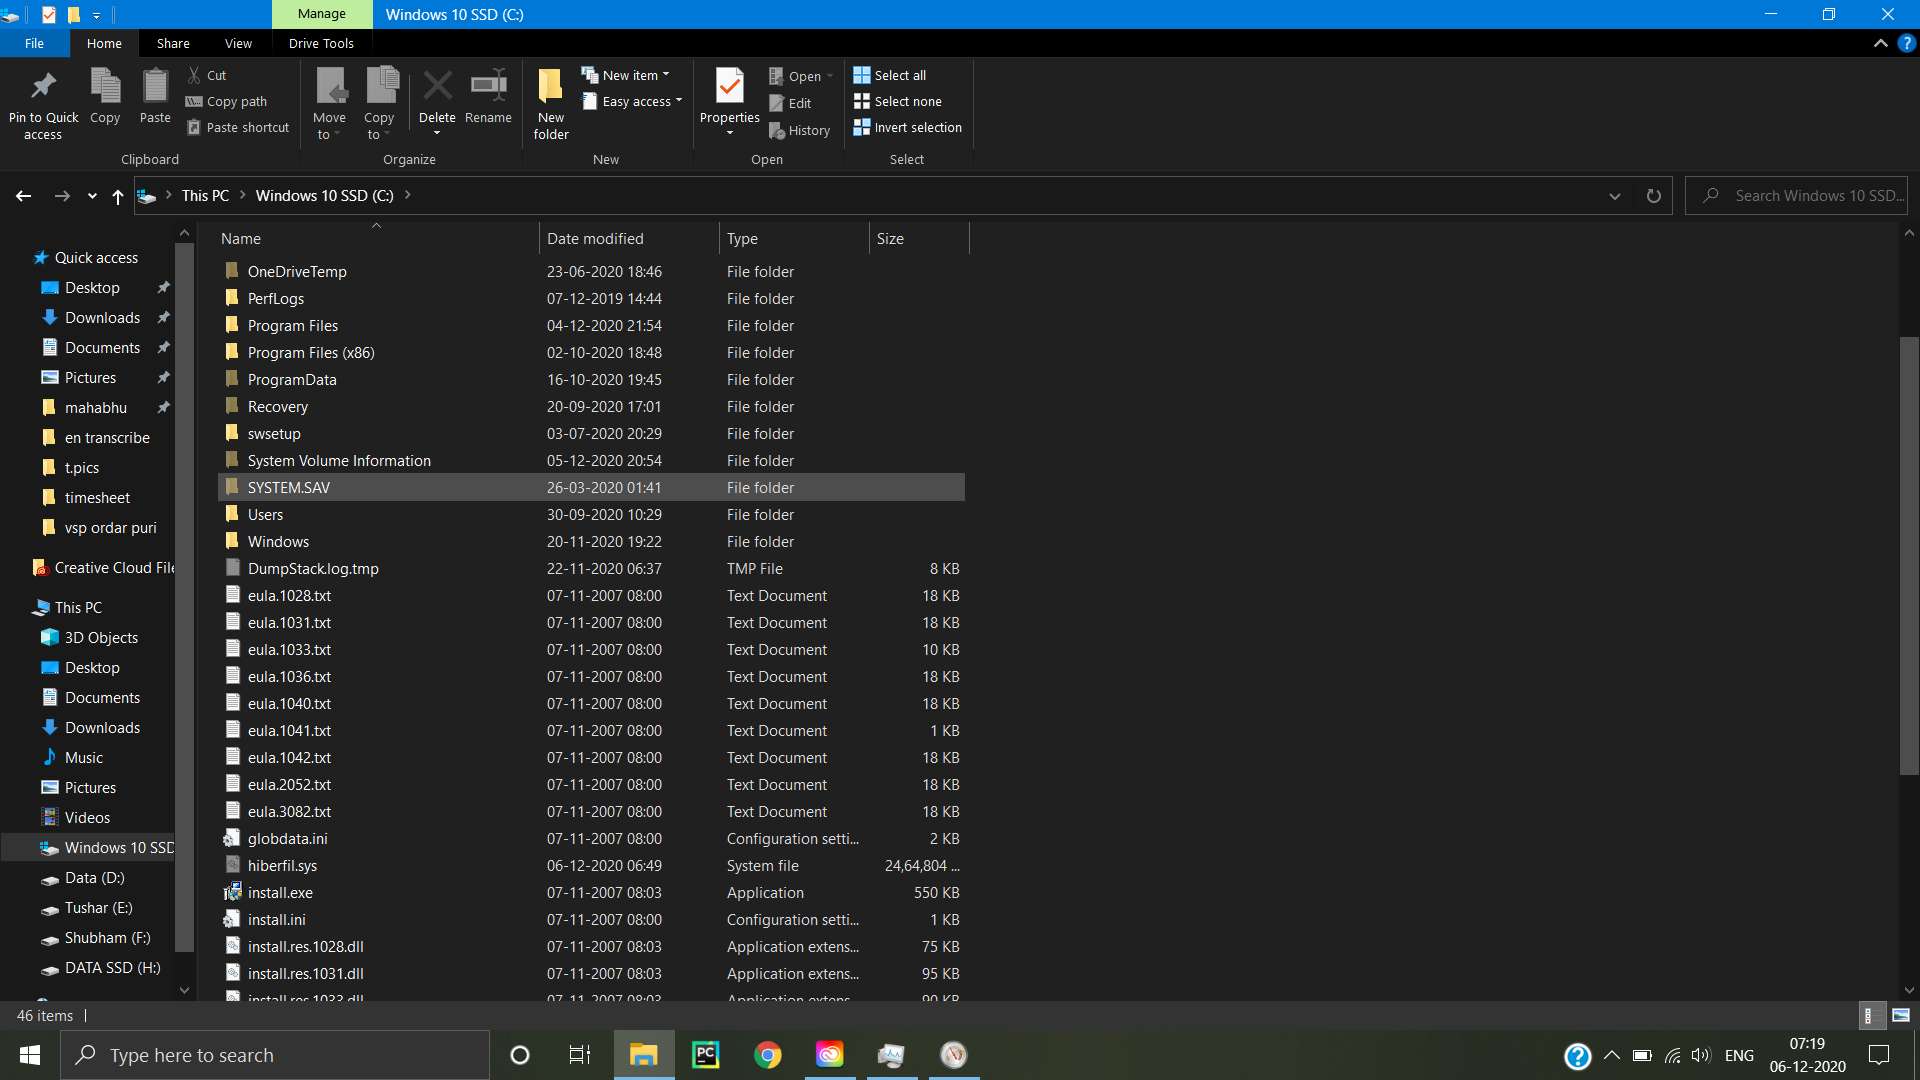 Manage
Windows 10 SSD (C:)
File
Home
Share
View
Drive Tools
Pin to Quick access
Copy
Paste
Cut
Copy path
Paste shortcut
Clipboard
Move to
Copy to
Delete
Rename
Organize
New folder
New item
Easy access
New
Properties
Open
Edit
History
Open
Select all
Select none
Invert selection
Select
This PC > Windows 10 SSD (C:) >
Search Windows 10 SSD...
Quick access
Desktop
Downloads
Documents
Pictures
mahabhu
en transcribe
t.pics
timesheet
vsp ordar puri
Creative Cloud File
This PC
3D Objects
Desktop
Documents
Downloads
Music
Pictures
Videos
Windows 10 SSD
Data (D:)
Tushar (E:)
Shubham (F:)
DATA SSD (H:)
Name Date modified Type Size
OneDriveTemp 23-06-2020 18:46 File folder
PerfLogs 07-12-2019 14:44 File folder
Program Files 04-12-2020 21:54 File folder
Program Files (x86) 02-10-2020 18:48 File folder
ProgramData 16-10-2020 19:45 File folder
Recovery 20-09-2020 17:01 File folder
swsetup 03-07-2020 20:29 File folder
System Volume Information 05-12-2020 20:54 File folder
SYSTEM.SAV 26-03-2020 01:41 File folder
Users 30-09-2020 10:29 File folder
Windows 20-11-2020 19:22 File folder
DumpStack.log.tmp 22-11-2020 06:37 TMP File 8 KB
eula.1028.txt 07-11-2007 08:00 Text Document 18 KB
eula.1031.txt 07-11-2007 08:00 Text Document 18 KB
eula.1033.txt 07-11-2007 08:00 Text Document 10 KB
eula.1036.txt 07-11-2007 08:00 Text Document 18 KB
eula.1040.txt 07-11-2007 08:00 Text Document 18 KB
eula.1041.txt 07-11-2007 08:00 Text Document 1 KB
eula.1042.txt 07-11-2007 08:00 Text Document 18 KB
eula.2052.txt 07-11-2007 08:00 Text Document 18 KB
eula.3082.txt 07-11-2007 08:00 Text Document 18 KB
globdata.ini 07-11-2007 08:00 Configuration setti... 2 KB
hiberfil.sys 06-12-2020 06:49 System file 24,64,804 ...
install.exe 07-11-2007 08:03 Application 550 KB
install.ini 07-11-2007 08:00 Configuration setti... 1 KB
install.res.1028.dll 07-11-2007 08:03 Application extens... 75 KB
install.res.1031.dll 07-11-2007 08:03 Application extens... 95 KB
install.res.1033.dll 07-11-2007 08:03 Application extens... 90 KB
46 items
Type here to search
PC
ENG
07:19
06-12-2020